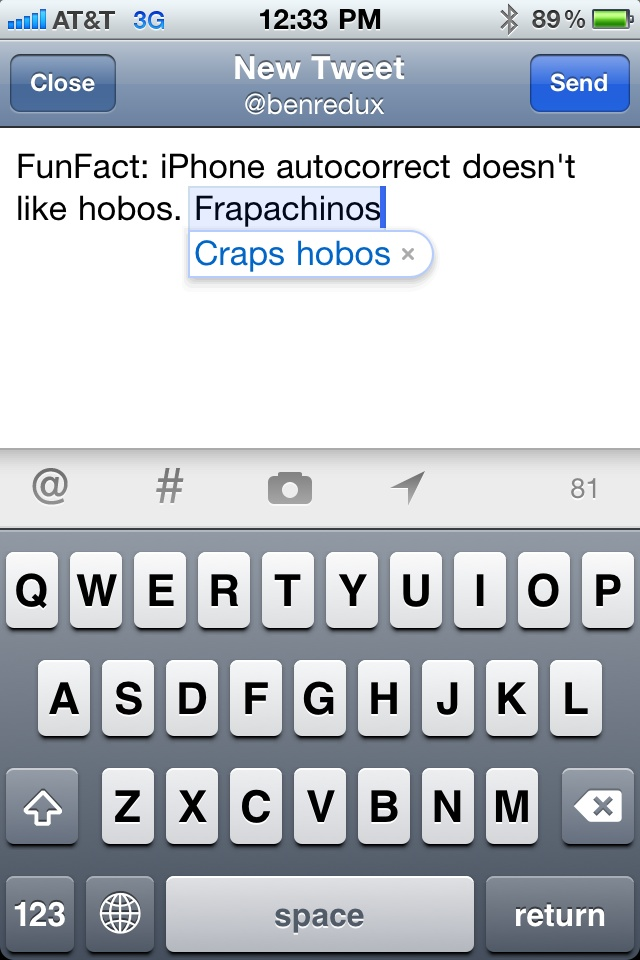 AT&T 3G 12:33 PM 89%
Close New Tweet Send
@benredux
FunFact: iPhone autocorrect doesn't
like hobos. Frapachinos
Craps hobos ×
@ # 81
Q W E R T Y U I O P
A S D F G H J K L
Z X C V B N M
123 space return